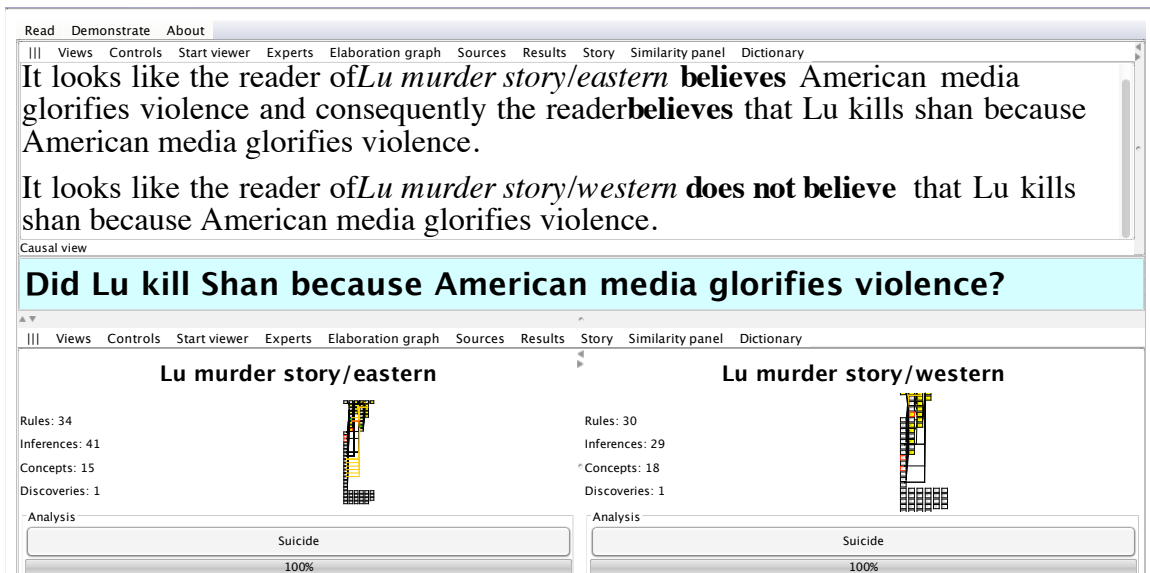 Read Demonstrate About
||| Views Controls Start viewer Experts Elaboration graph Sources Results Story Similarity panel Dictionary
It looks like the reader ofLu murder story/eastern believes American media
glorifies violence and consequently the readerbelieves that Lu kills shan because
American media glorifies violence.
It looks like the reader ofLu murder story/western does not believe that Lu kills
shan because American media glorifies violence.
Causal view
Did Lu kill Shan because American media glorifies violence?
||| Views Controls Start viewer Experts Elaboration graph Sources Results Story Similarity panel Dictionary
Lu murder story/eastern
Rules: 34
Inferences: 41
Concepts: 15
Discoveries: 1
Analysis
Suicide
100%
Lu murder story/western
Rules: 30
Inferences: 29
Concepts: 18
Discoveries: 1
Analysis
Suicide
100%